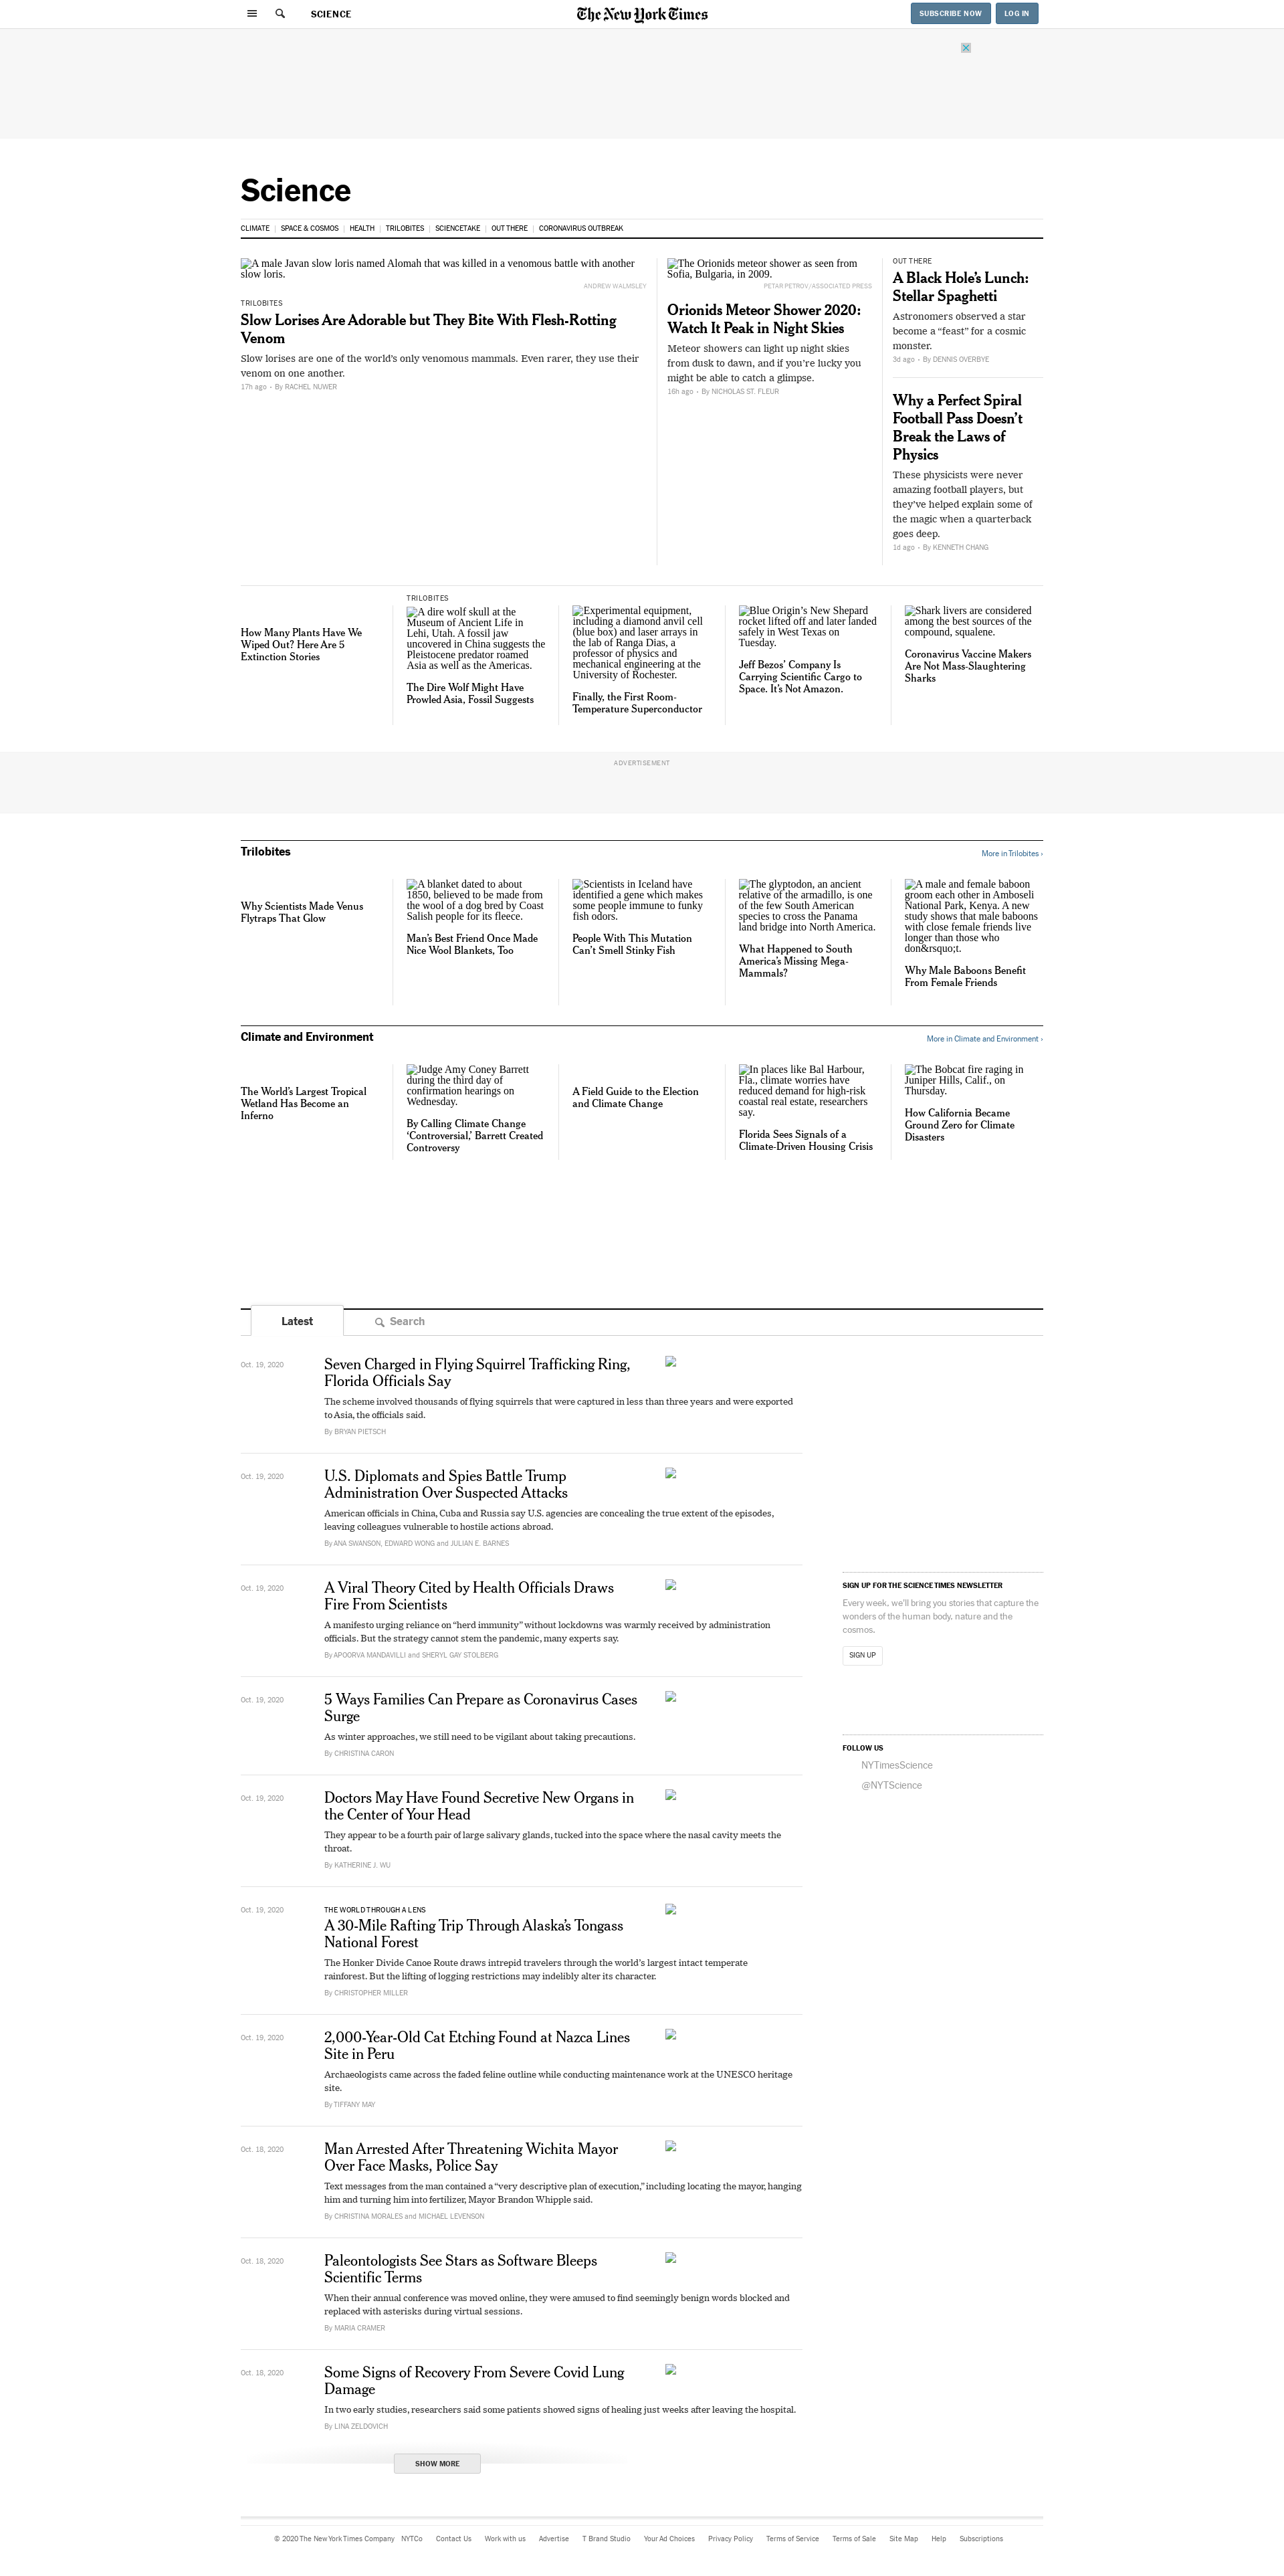 SCIENCE
The New York Times
SUBSCRIBE NOW
LOG IN
Science
CLIMATE
SPACE & COSMOS
HEALTH
TRILOBITES
SCIENCETAKE
OUT THERE
CORONAVIRUS OUTBREAK
A male Javan slow loris named Alomah that was killed in a venomous battle with another
slow loris.
ANDREW WALMSLEY
TRILOBITES
Slow Lorises Are Adorable but They Bite With Flesh-Rotting
Venom
Slow lorises are one of the world's only venomous mammals. Even rarer, they use their
venom on one another.
17h ago • By RACHEL NUWER
The Orionids meteor shower as seen from
Sofia, Bulgaria, in 2009.
PETAR PETROV/ASSOCIATED PRESS
Orionids Meteor Shower 2020:
Watch It Peak in Night Skies
Meteor showers can light up night skies
from dusk to dawn, and if you're lucky you
might be able to catch a glimpse.
16h ago • By NICHOLAS ST. FLEUR
OUT THERE
A Black Hole's Lunch:
Stellar Spaghetti
Astronomers observed a star
become a “feast” for a cosmic
monster.
3d ago • By DENNIS OVERBYE
Why a Perfect Spiral
Football Pass Doesn't
Break the Laws of
Physics
These physicists were never
amazing football players, but
they've helped explain some of
the magic when a quarterback
goes deep.
1d ago • By KENNETH CHANG
How Many Plants Have We
Wiped Out? Here Are 5
Extinction Stories
TRILOBITES
A dire wolf skull at the
Museum of Ancient Life in
Lehi, Utah. A fossil jaw
uncovered in China suggests the
Pleistocene predator roamed
Asia as well as the Americas.
The Dire Wolf Might Have
Prowled Asia, Fossil Suggests
Experimental equipment,
including a diamond anvil cell
(blue box) and laser arrays in
the lab of Ranga Dias, a
professor of physics and
mechanical engineering at the
University of Rochester.
Finally, the First Room-
Temperature Superconductor
Blue Origin's New Shepard
rocket lifted off and later landed
safely in West Texas on
Tuesday.
Jeff Bezos' Company Is
Carrying Scientific Cargo to
Space. It's Not Amazon.
Shark livers are considered
among the best sources of the
compound, squalene.
Coronavirus Vaccine Makers
Are Not Mass-Slaughtering
Sharks
ADVERTISEMENT
Trilobites
More in Trilobites ›
Why Scientists Made Venus
Flytraps That Glow
A blanket dated to about
1850, believed to be made from
the wool of a dog bred by Coast
Salish people for its fleece.
Man's Best Friend Once Made
Nice Wool Blankets, Too
Scientists in Iceland have
identified a gene which makes
some people immune to funky
fish odors.
People With This Mutation
Can't Smell Stinky Fish
The glyptodon, an ancient
relative of the armadillo, is one
of the few South American
species to cross the Panama
land bridge into North America.
What Happened to South
America's Missing Mega-
Mammals?
A male and female baboon
groom each other in Amboseli
National Park, Kenya. A new
study shows that male baboons
with close female friends live
longer than those who
don&rsquo;t.
Why Male Baboons Benefit
From Female Friends
Climate and Environment
More in Climate and Environment ›
The World's Largest Tropical
Wetland Has Become an
Inferno
Judge Amy Coney Barrett
during the third day of
confirmation hearings on
Wednesday.
By Calling Climate Change
‘Controversial,’ Barrett Created
Controversy
A Field Guide to the Election
and Climate Change
In places like Bal Harbour,
Fla., climate worries have
reduced demand for high-risk
coastal real estate, researchers
say.
Florida Sees Signals of a
Climate-Driven Housing Crisis
The Bobcat fire raging in
Juniper Hills, Calif., on
Thursday.
How California Became
Ground Zero for Climate
Disasters
Latest
Search
Oct. 19, 2020
Seven Charged in Flying Squirrel Trafficking Ring,
Florida Officials Say
The scheme involved thousands of flying squirrels that were captured in less than three years and were exported
to Asia, the officials said.
By BRYAN PIETSCH
Oct. 19, 2020
U.S. Diplomats and Spies Battle Trump
Administration Over Suspected Attacks
American officials in China, Cuba and Russia say U.S. agencies are concealing the true extent of the episodes,
leaving colleagues vulnerable to hostile actions abroad.
By ANA SWANSON, EDWARD WONG and JULIAN E. BARNES
Oct. 19, 2020
A Viral Theory Cited by Health Officials Draws
Fire From Scientists
A manifesto urging reliance on “herd immunity” without lockdowns was warmly received by administration
officials. But the strategy cannot stem the pandemic, many experts say.
By APOORVA MANDAVILLI and SHERYL GAY STOLBERG
Oct. 19, 2020
5 Ways Families Can Prepare as Coronavirus Cases
Surge
As winter approaches, we still need to be vigilant about taking precautions.
By CHRISTINA CARON
Oct. 19, 2020
Doctors May Have Found Secretive New Organs in
the Center of Your Head
They appear to be a fourth pair of large salivary glands, tucked into the space where the nasal cavity meets the
throat.
By KATHERINE J. WU
Oct. 19, 2020
THE WORLD THROUGH A LENS
A 30-Mile Rafting Trip Through Alaska's Tongass
National Forest
The Honker Divide Canoe Route draws intrepid travelers through the world's largest intact temperate
rainforest. But the lifting of logging restrictions may indelibly alter its character.
By CHRISTOPHER MILLER
Oct. 19, 2020
2,000-Year-Old Cat Etching Found at Nazca Lines
Site in Peru
Archaeologists came across the faded feline outline while conducting maintenance work at the UNESCO heritage
site.
By TIFFANY MAY
Oct. 18, 2020
Man Arrested After Threatening Wichita Mayor
Over Face Masks, Police Say
Text messages from the man contained a “very descriptive plan of execution,” including locating the mayor, hanging
him and turning him into fertilizer, Mayor Brandon Whipple said.
By CHRISTINA MORALES and MICHAEL LEVENSON
Oct. 18, 2020
Paleontologists See Stars as Software Bleeps
Scientific Terms
When their annual conference was moved online, they were amused to find seemingly benign words blocked and
replaced with asterisks during virtual sessions.
By MARIA CRAMER
Oct. 18, 2020
Some Signs of Recovery From Severe Covid Lung
Damage
In two early studies, researchers said some patients showed signs of healing just weeks after leaving the hospital.
By LINA ZELDOVICH
SHOW MORE
SIGN UP FOR THE SCIENCE TIMES NEWSLETTER
Every week, we'll bring you stories that capture the
wonders of the human body, nature and the
cosmos.
SIGN UP
FOLLOW US
NYTimesScience
@NYTScience
© 2020 The New York Times Company
NYTCo
Contact Us
Work with us
Advertise
T Brand Studio
Your Ad Choices
Privacy Policy
Terms of Service
Terms of Sale
Site Map
Help
Subscriptions